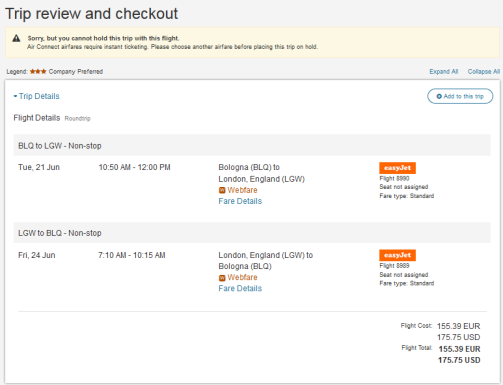 Trip review and checkout
Sorry, but you cannot hold this trip with this flight.
Air Connect airfares require instant ticketing. Please choose another airfare before placing this trip on hold.
Legend: ★★★ Company Preferred
Expand All Collapse All
Trip Details
Add to this trip
Flight Details Roundtrip
BLQ to LGW - Non-stop
Tue, 21 Jun 10:50 AM - 12:00 PM Bologna (BLQ) to easyJet
London, England (LGW) Flight 8990
Webfare Seat not assigned
Fare Details Fare type: Standard
LGW to BLQ - Non-stop
Fri, 24 Jun 7:10 AM - 10:15 AM London, England (LGW) to easyJet
Bologna (BLQ) Flight 8989
Webfare Seat not assigned
Fare Details Fare type: Standard
Flight Cost: 155.39 EUR
175.75 USD
Flight Total: 155.39 EUR
175.75 USD